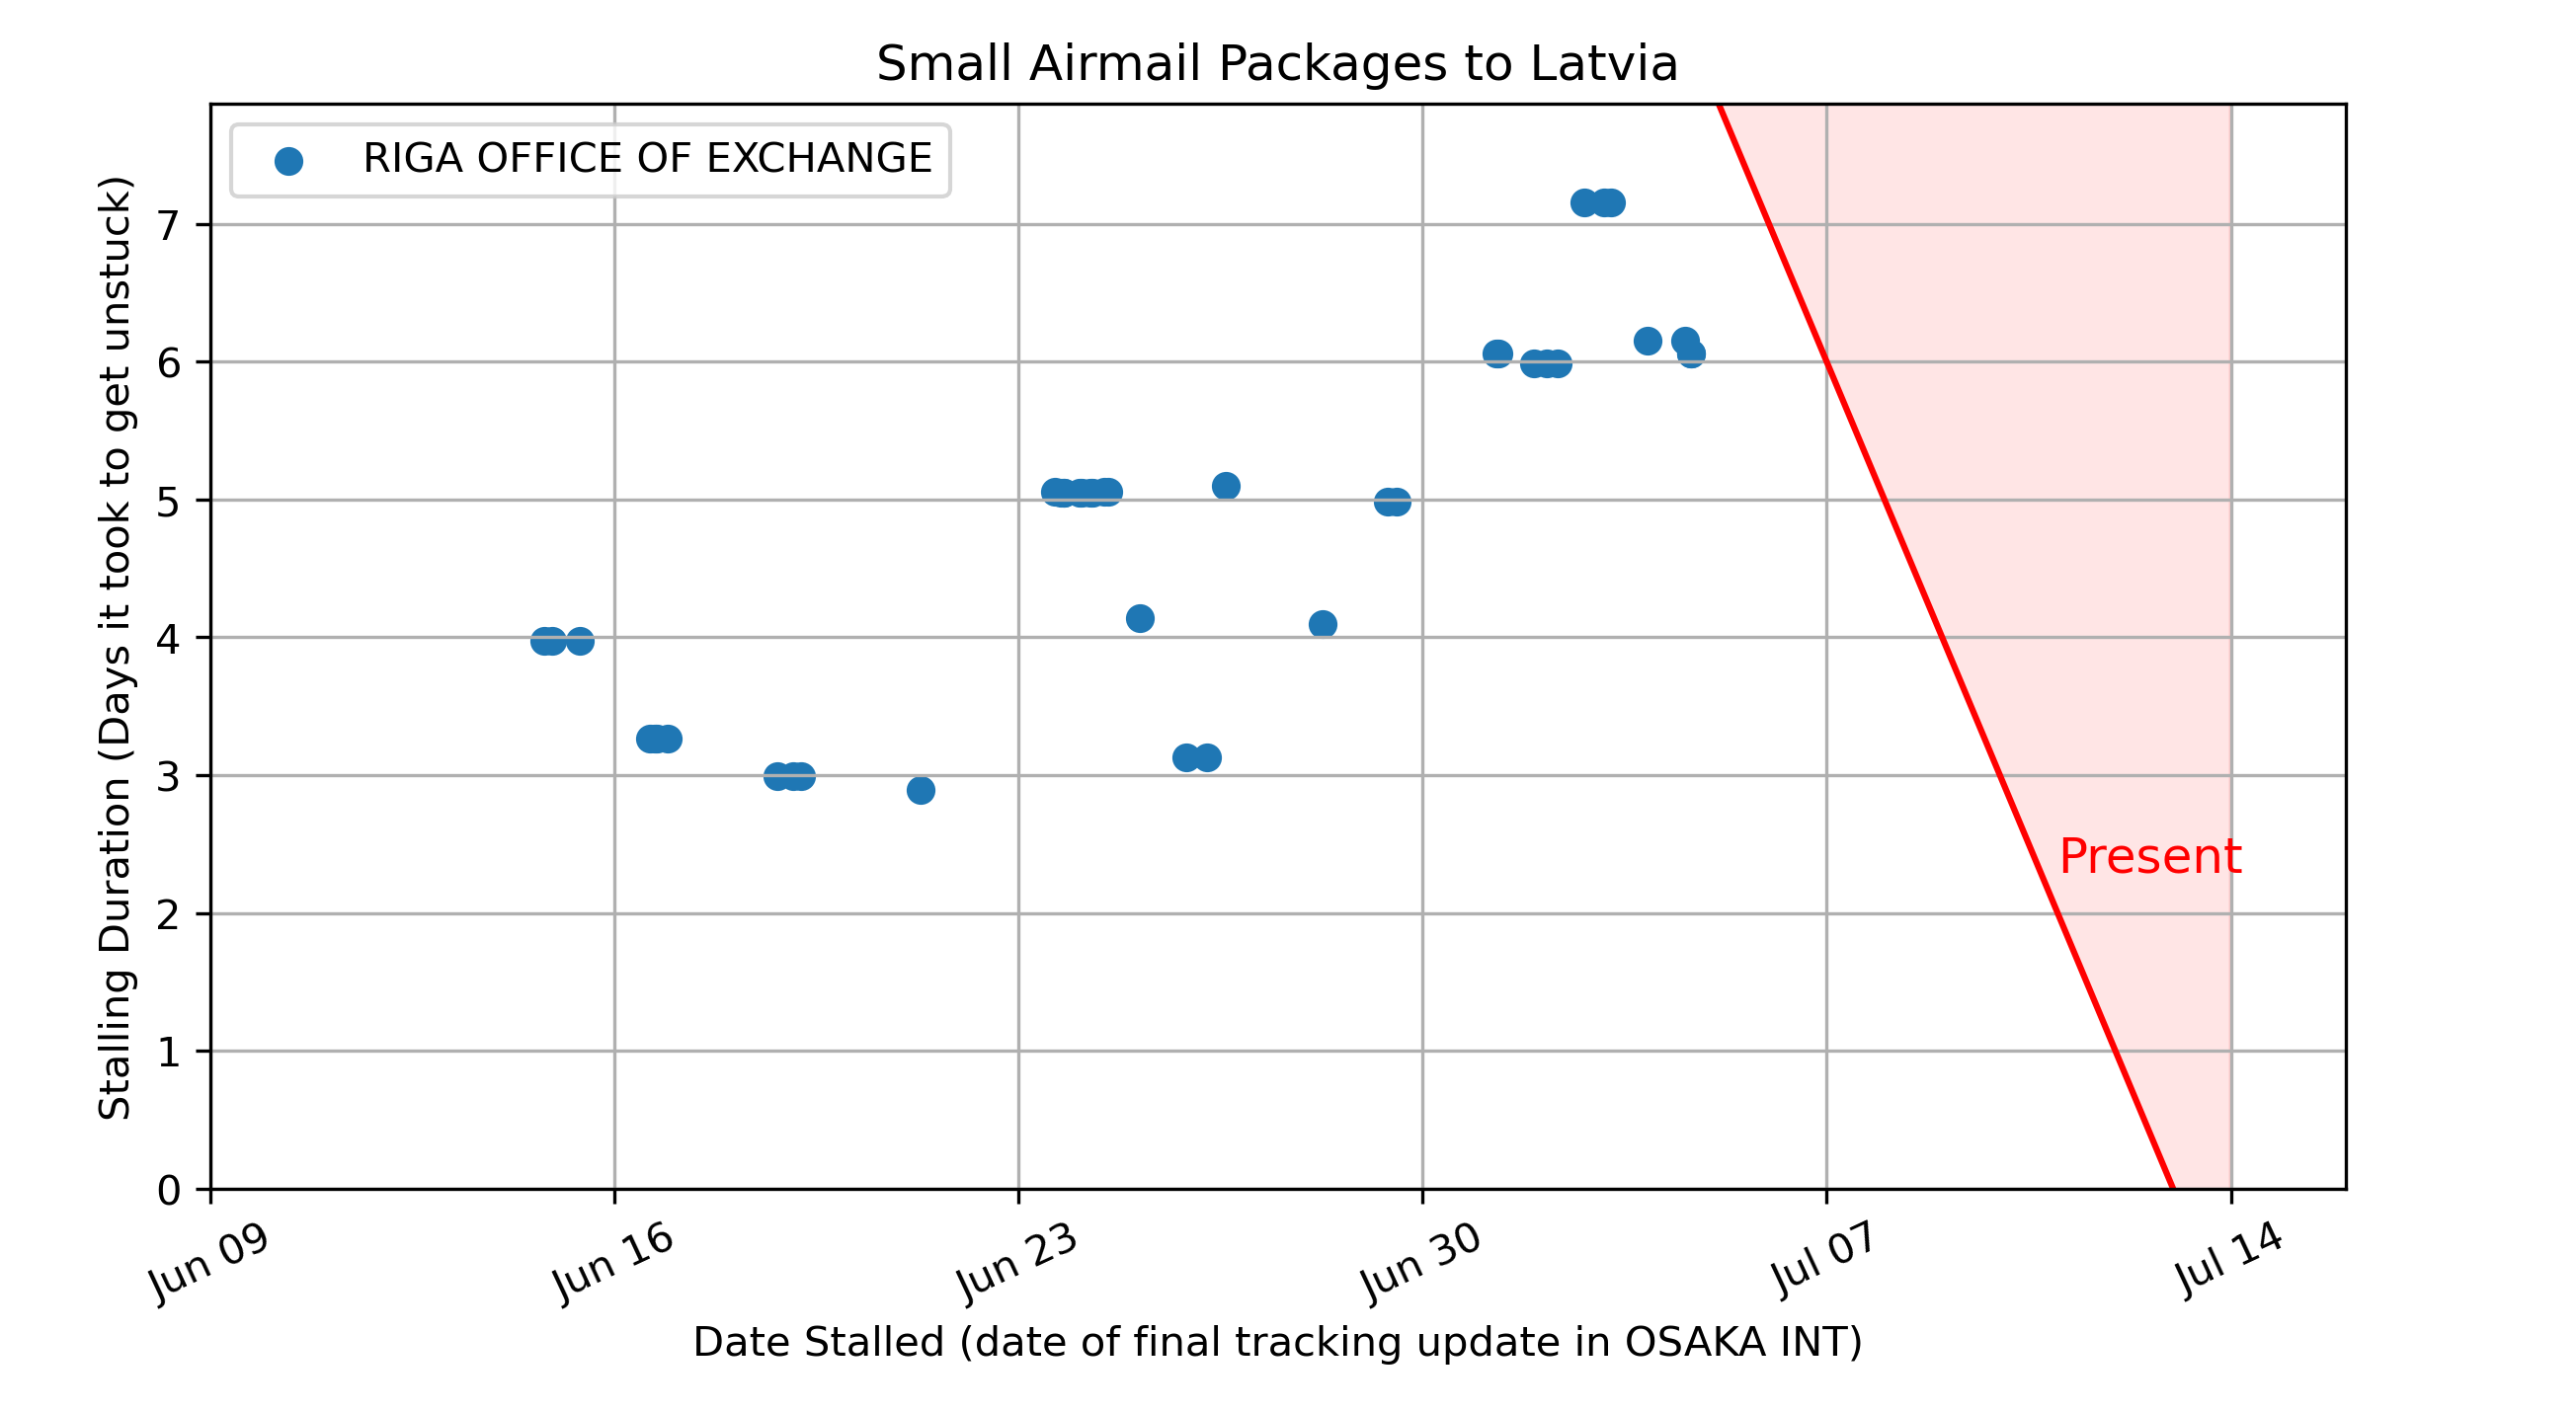 Small Airmail Packages to Latvia
RIGA OFFICE OF EXCHANGE
Stalling Duration (Days it took to get unstuck)
7
6
5
4
3
2
1
0
Present
Jun 09
Jun 16
Jun 23
Jun 30
Jul 07
Jul 14
Date Stalled (date of final tracking update in OSAKA INT)